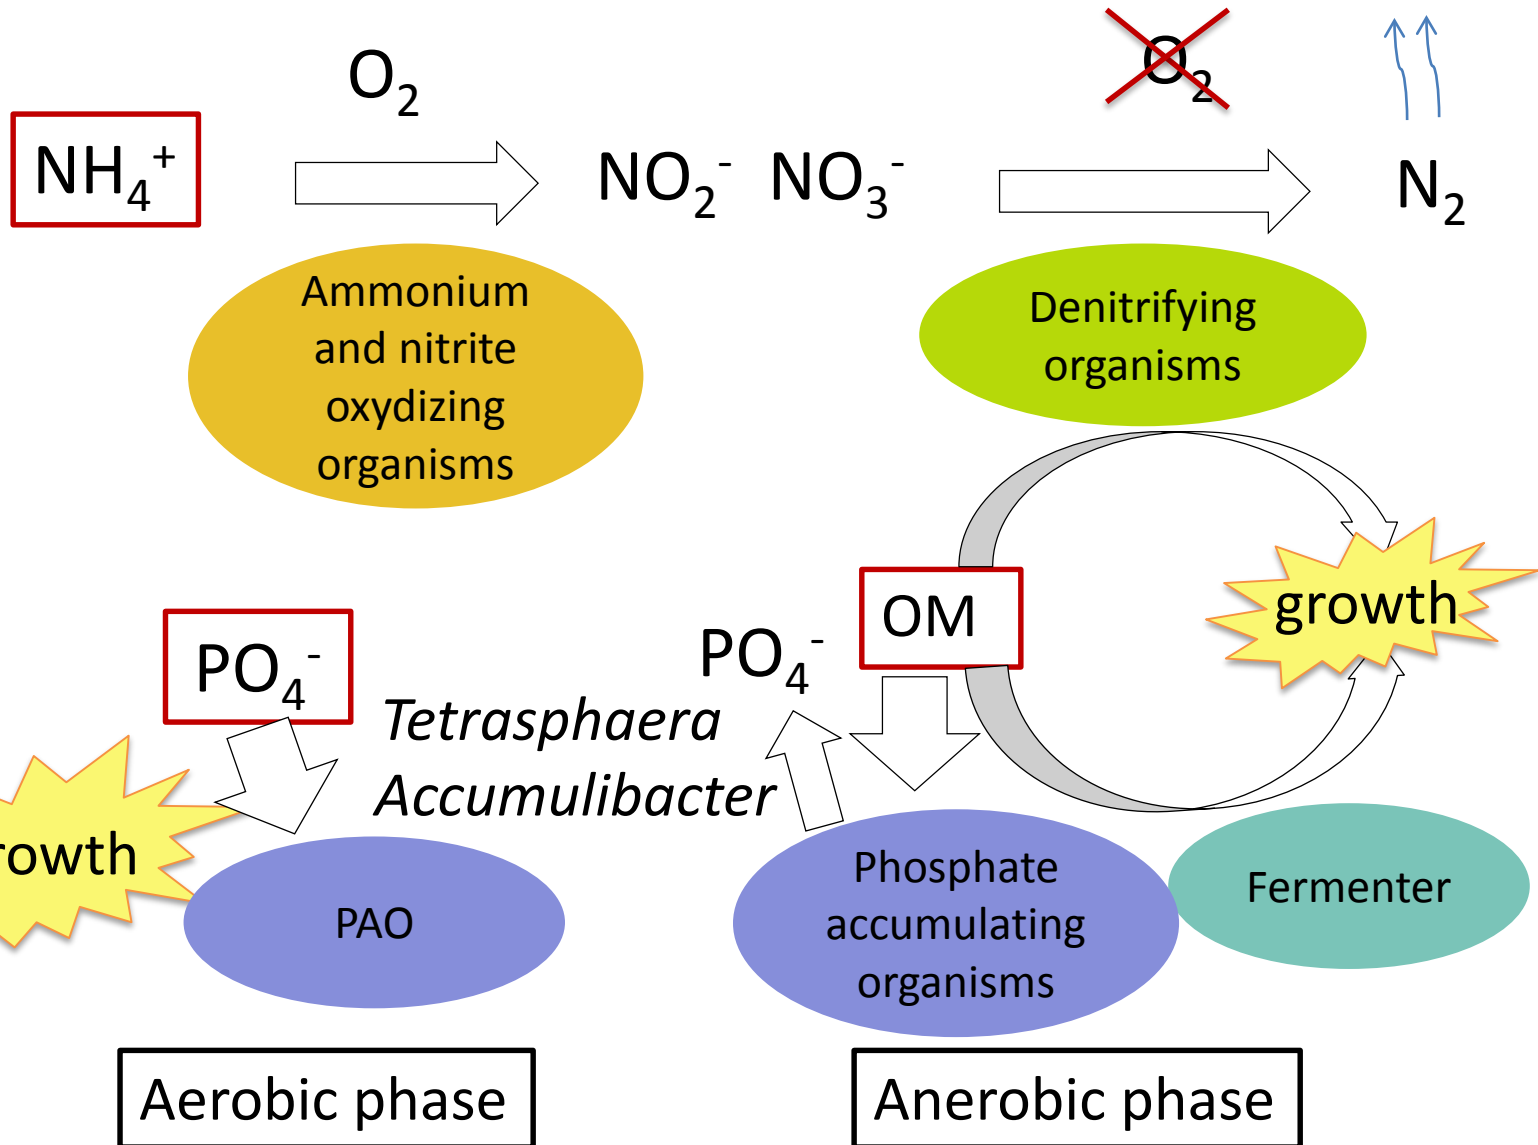 O₂
O₂
NH₄⁺
NO₂⁻ NO₃⁻
N₂
Ammonium
and nitrite
oxydizing
organisms
Denitrifying
organisms
growth
OM
PO₄⁻
PO₄⁻
Tetrasphaera
Accumulibacter
rowth
PAO
Phosphate
accumulating
organisms
Fermenter
Aerobic phase
Anerobic phase